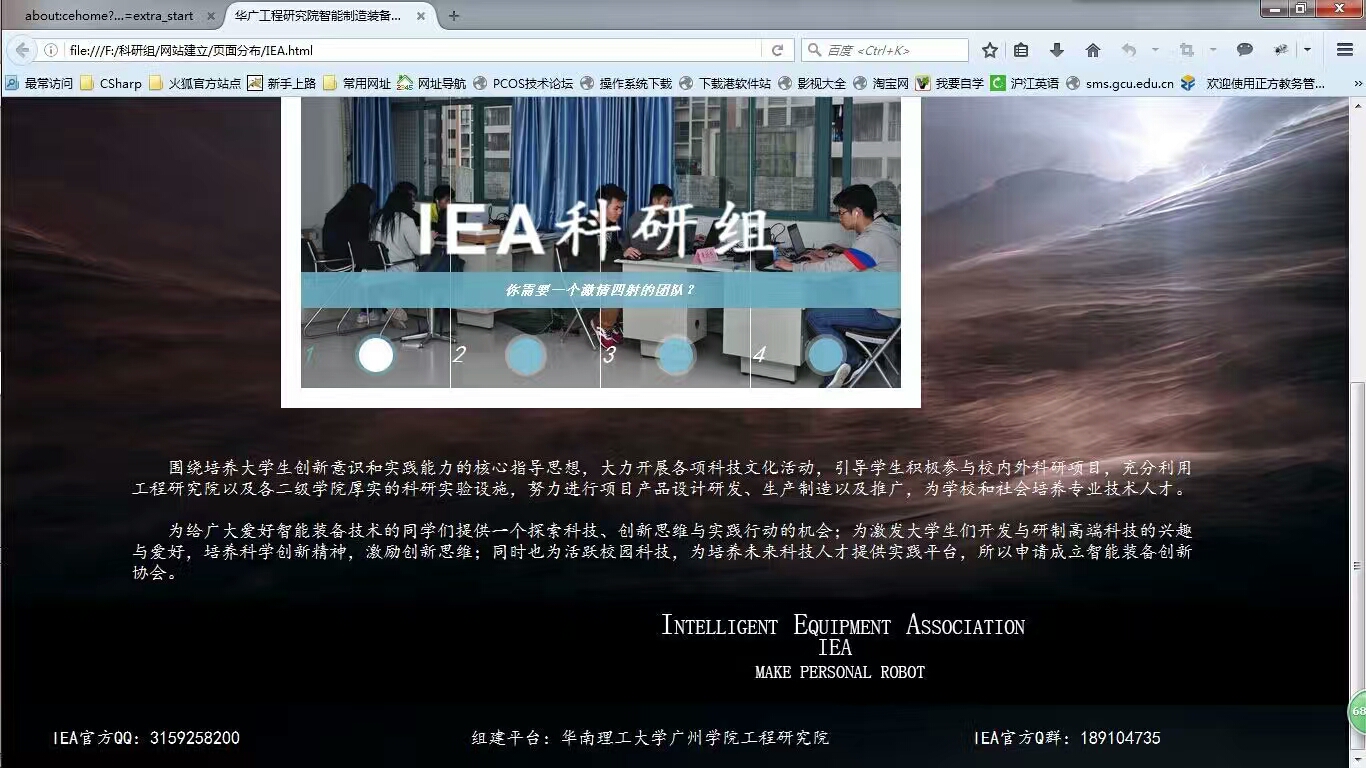 about:cehome?...=extra_start
华广工程研究院智能制造装备...
file:///F:/科研组/网站建立/页面分布/IEA.html
百度 <Ctrl+K>
最常访问 CSharp 火狐官方站点 新手上路 常用网址 网址导航 PCOS技术论坛 操作系统下载 下载港软件站 影视大全 淘宝网 我要自学 沪江英语 sms.gcu.edu.cn 欢迎使用正方教务管...
IEA科研组
你需要一个激情四射的团队？
1 2 3 4
围绕培养大学生创新意识和实践能力的核心指导思想，大力开展各项科技文化活动，引导学生积极参与校内外科研项目，充分利用
工程研究院以及各二级学院厚实的科研实验设施，努力进行项目产品设计研发、生产制造以及推广，为学校和社会培养专业技术人才。
为给广大爱好智能装备技术的同学们提供一个探索科技、创新思维与实践行动的机会；为激发大学生们开发与研制高端科技的兴趣
与爱好，培养科学创新精神，激励创新思维；同时也为活跃校园科技，为培养未来科技人才提供实践平台，所以申请成立智能装备创新
协会。
INTELLIGENT EQUIPMENT ASSOCIATION
IEA
MAKE PERSONAL ROBOT
68
IEA官方QQ：3159258200
组建平台：华南理工大学广州学院工程研究院
IEA官方Q群：189104735